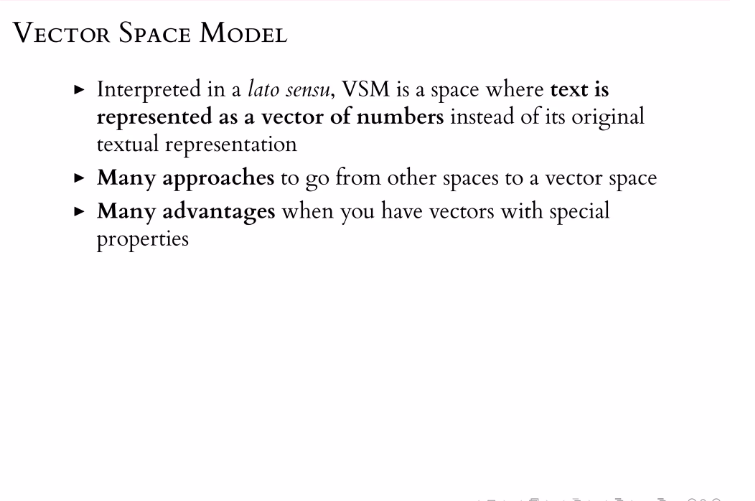 Vector Space Model
► Interpreted in a lato sensu, VSM is a space where text is
represented as a vector of numbers instead of its original
textual representation
► Many approaches to go from other spaces to a vector space
► Many advantages when you have vectors with special
properties